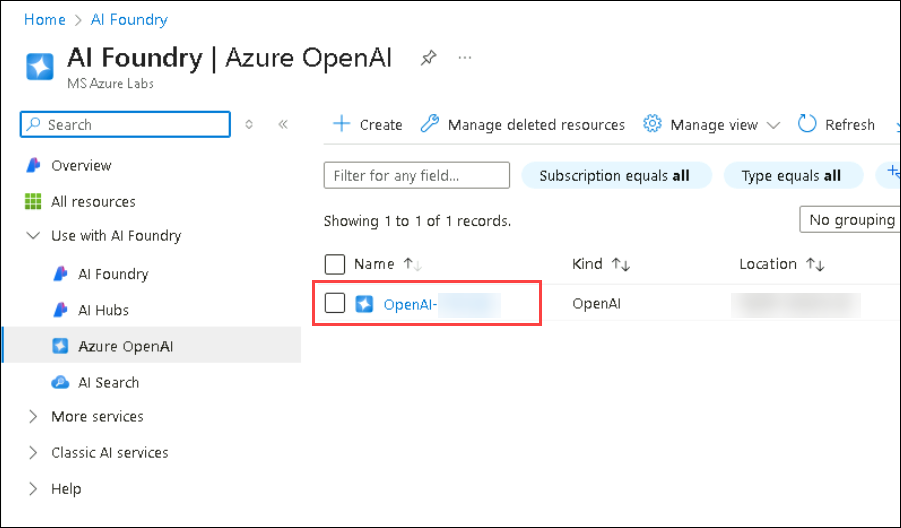 Home > AI Foundry
AI Foundry | Azure OpenAI
MS Azure Labs
Search
Create Manage deleted resources Manage view Refresh
Overview
All resources
Use with AI Foundry
AI Foundry
AI Hubs
Azure OpenAI
AI Search
More services
Classic AI services
Help
Filter for any field... Subscription equals all Type equals all
Showing 1 to 1 of 1 records.
No grouping
Name Kind Location
OpenAI- OpenAI